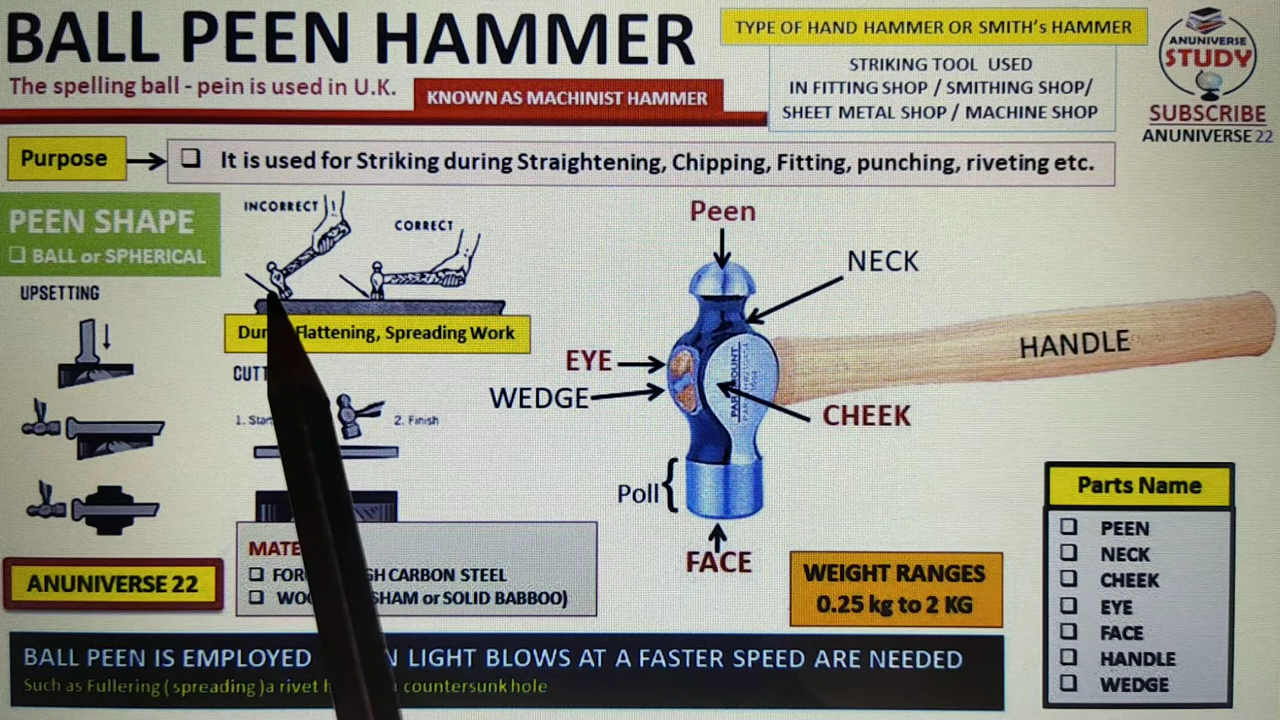 BALL PEEN HAMMER
The spelling ball - pein is used in U.K.
KNOWN AS MACHINIST HAMMER
TYPE OF HAND HAMMER OR SMITH's HAMMER
STRIKING TOOL USED
IN FITTING SHOP / SMITHING SHOP/
SHEET METAL SHOP / MACHINE SHOP
ANUNIVERSE
STUDY
SUBSCRIBE
ANUNIVERSE 22
Purpose
It is used for Striking during Straightening, Chipping, Fitting, punching, riveting etc.
PEEN SHAPE
BALL or SPHERICAL
UPSETTING
INCORRECT
CORRECT
Flattening, Spreading Work
1.
2. Finish
Peen
NECK
HANDLE
EYE
WEDGE
CHEEK
Poll
FACE
PARAMOUNT
CARBON STEEL
or SOLID BABBOO)
WEIGHT RANGES
0.25 kg to 2 KG
Parts Name
PEEN
NECK
CHEEK
EYE
FACE
HANDLE
WEDGE
ANUNIVERSE 22
BALL PEEN IS EMPLOYED LIGHT BLOWS AT A FASTER SPEED ARE NEEDED
Such as Fullering ( spreading )a rivet countersunk hole